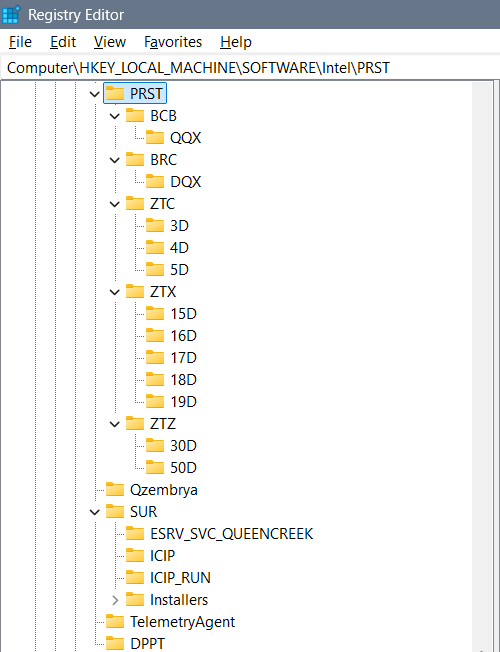 Registry Editor
File Edit View Favorites Help
Computer\HKEY_LOCAL_MACHINE\SOFTWARE\Intel\PRST
PRST
BCB
QQX
BRC
DQX
ZTC
3D
4D
5D
ZTX
15D
16D
17D
18D
19D
ZTZ
30D
50D
Qzembrya
SUR
ESRV_SVC_QUEENCREEK
ICIP
ICIP_RUN
Installers
TelemetryAgent
DPPT